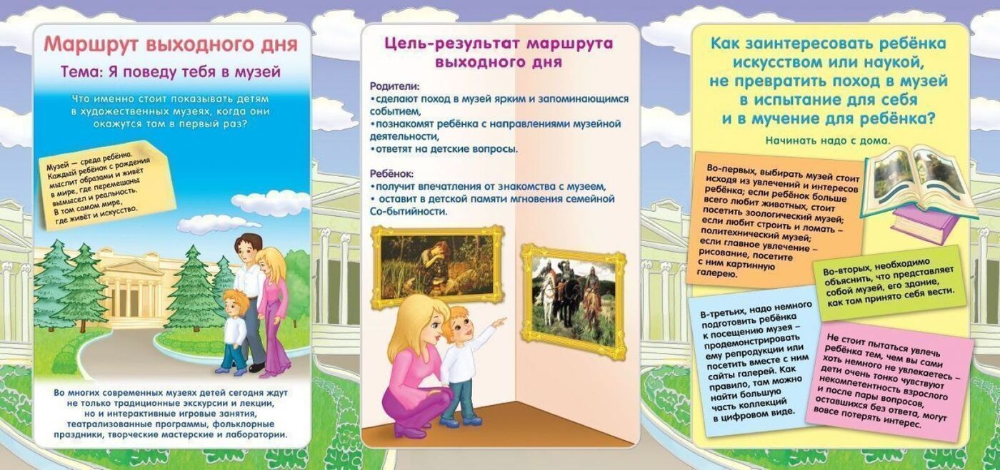 Маршрут выходного дня
Тема: Я поведу тебя в музей
Что именно стоит показывать детям
в художественных музеях, когда они
окажутся там в первый раз?
Музей — среда ребёнка.
Каждый ребёнок с рождения
мыслит образами и живёт
в мире, где перемешаны
вымысел и реальность.
В том самом мире,
где живёт и искусство.
Во многих современных музеях детей сегодня ждут
не только традиционные экскурсии и лекции,
но и интерактивные игровые занятия,
театрализованные программы, фольклорные
праздники, творческие мастерские и лаборатории.
Цель-результат маршрута
выходного дня
Родители:
•сделают поход в музей ярким и запоминающимся
событием,
•познакомят ребёнка с направлениями музейной
деятельности,
•ответят на детские вопросы.
Ребёнок:
•получит впечатления от знакомства с музеем,
• оставит в детской памяти мгновения семейной
Со-бытийности.
Как заинтересовать ребёнка
искусством или наукой,
не превратить поход в музей
в испытание для себя
и в мучение для ребёнка?
Начинать надо с дома.
Во-первых, выбирать музей стоит
исходя из увлечений и интересов
ребёнка; если ребёнок больше
всего любит животных, стоит
посетить зоологический музей;
если любит строить и ломать –
политехнический музей;
если главное увлечение –
рисование, посетите
с ним картинную
галерею.
Во-вторых, необходимо
объяснить, что представляет
собой музей, его здание,
как там принято себя вести.
В-третьих, надо немного
подготовить ребёнка
к посещению музея –
продемонстрировать
ему репродукции или
посетить вместе с ним
сайты галерей. Как
правило, там можно
найти большую
часть коллекций
в цифровом виде.
Не стоит пытаться увлечь
ребёнка тем, чем вы сами
хоть немного не увлекаетесь –
дети очень тонко чувствуют
некомпетентность взрослого
и после пары вопросов,
оставшихся без ответа, могут
вовсе потерять интерес.